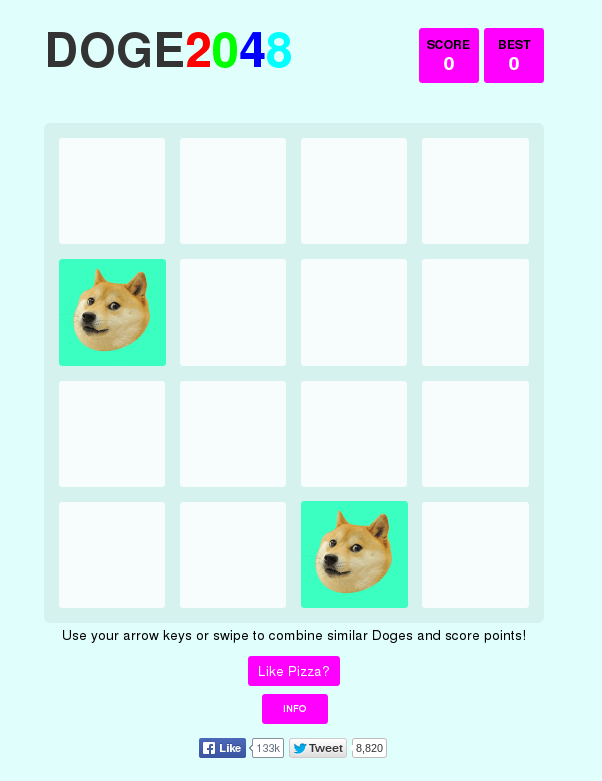 DOGE2048
SCORE
0
BEST
0
Use your arrow keys or swipe to combine similar Doges and score points!
Like Pizza?
INFO
Like 133k Tweet 8,820